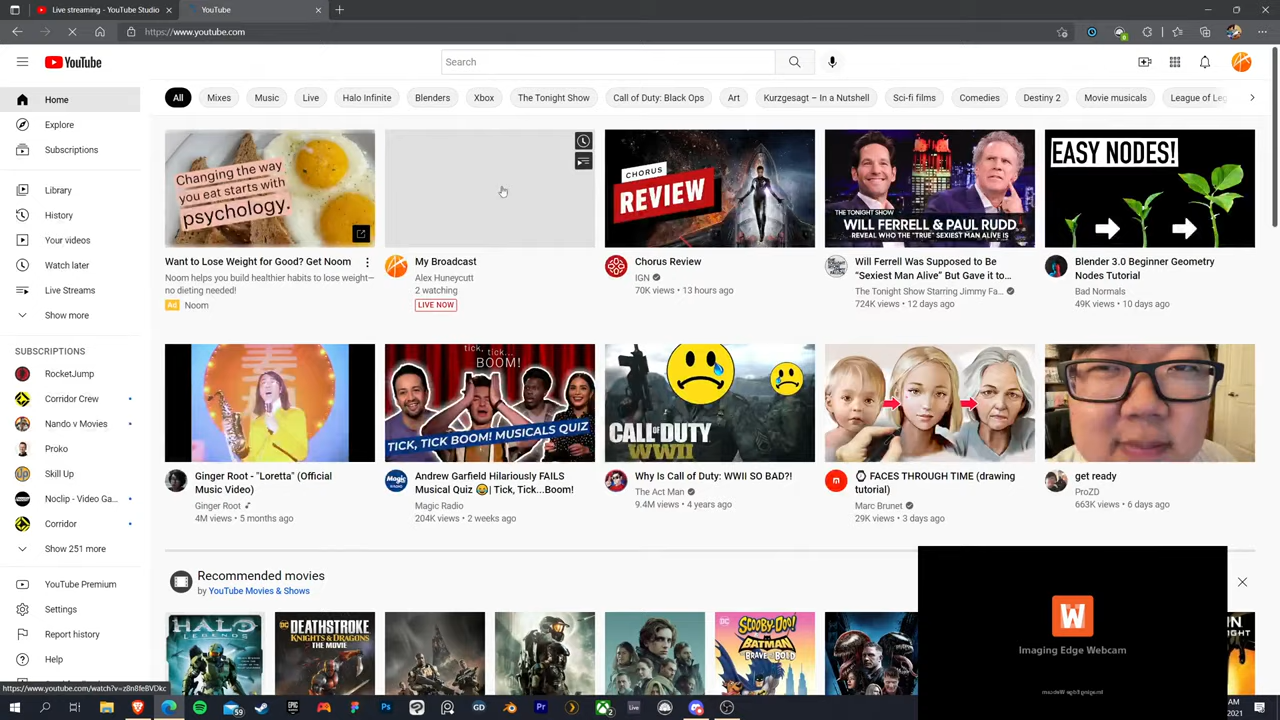 Live streaming - YouTube Studio
YouTube
https://www.youtube.com
YouTube
Search
Home
Explore
Subscriptions
Library
History
Your videos
Watch later
Live Streams
Show more
SUBSCRIPTIONS
RocketJump
Corridor Crew
Nando v Movies
Proko
Skill Up
Noclip - Video Ga...
Corridor
Show 251 more
YouTube Premium
Settings
Report history
Help
All
Mixes
Music
Live
Halo Infinite
Blenders
Xbox
The Tonight Show
Call of Duty: Black Ops
Art
Kurzgesagt – In a Nutshell
Sci-fi films
Comedies
Destiny 2
Movie musicals
League of Leg
Changing the way
you eat starts with
psychology.
Want to Lose Weight for Good? Get Noom
Noom helps you build healthier habits to lose weight—
no dieting needed!
Ad Noom
My Broadcast
Alex Huneycutt
2 watching
LIVE NOW
CHORUS
REVIEW
Chorus Review
IGN
70K views • 13 hours ago
THE TONIGHT SHOW
WILL FERRELL & PAUL RUDD
REVEAL WHO THE "TRUE" SEXIEST MAN ALIVE IS
Will Ferrell Was Supposed to Be
“Sexiest Man Alive” But Gave it to...
The Tonight Show Starring Jimmy Fa...
724K views • 12 days ago
EASY NODES!
Blender 3.0 Beginner Geometry
Nodes Tutorial
Bad Normals
49K views • 10 days ago
Ginger Root - "Loretta" (Official
Music Video)
Ginger Root
4M views • 5 months ago
tick, tick...
BOOM!
TICK, TICK BOOM! MUSICALS QUIZ
Magic
Radio
Andrew Garfield Hilariously FAILS
Musical Quiz 😅| Tick, Tick...Boom!
Magic Radio
204K views • 2 weeks ago
CALL OF DUTY
WWII
Why Is Call of Duty: WWII SO BAD?!
The Act Man
9.4M views • 4 years ago
⌚ FACES THROUGH TIME (drawing
tutorial)
Marc Brunet
29K views • 3 days ago
get ready
ProZD
663K views • 6 days ago
Recommended movies
by YouTube Movies & Shows
HALO
LEGENDS
DEATHSTROKE
KNIGHTS & DRAGONS
THE MOVIE
SCOOBY-DOO!
BATMAN
BRAVE BOLD
Imaging Edge Webcam
Imaging Edge Webcam
https://www.youtube.com/watch?v=z8n8feBVDkc
59
AM
2021